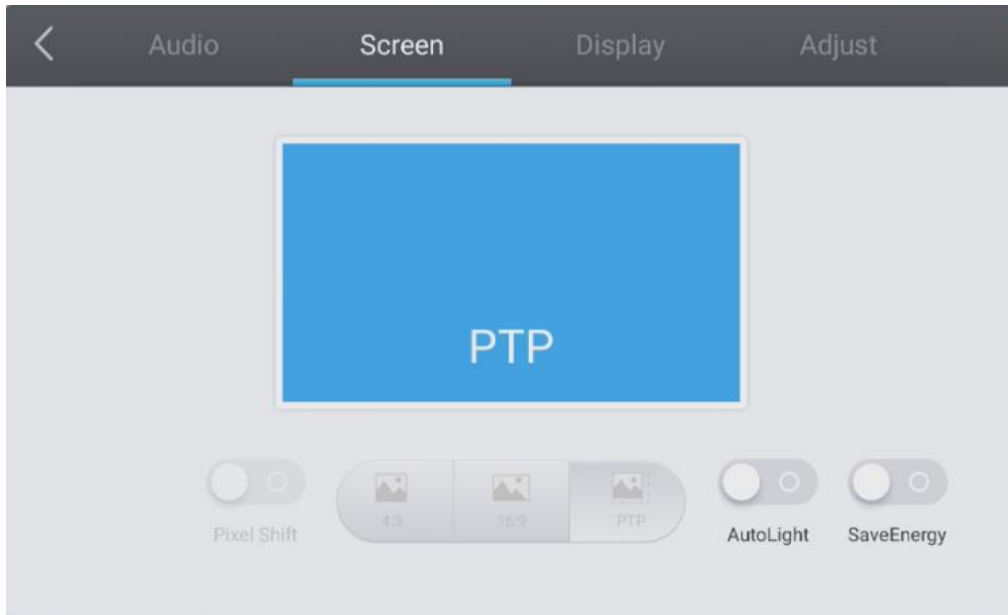 Audio Screen Display Adjust
PTP
4:3 16:9 PTP
Pixel Shift AutoLight SaveEnergy